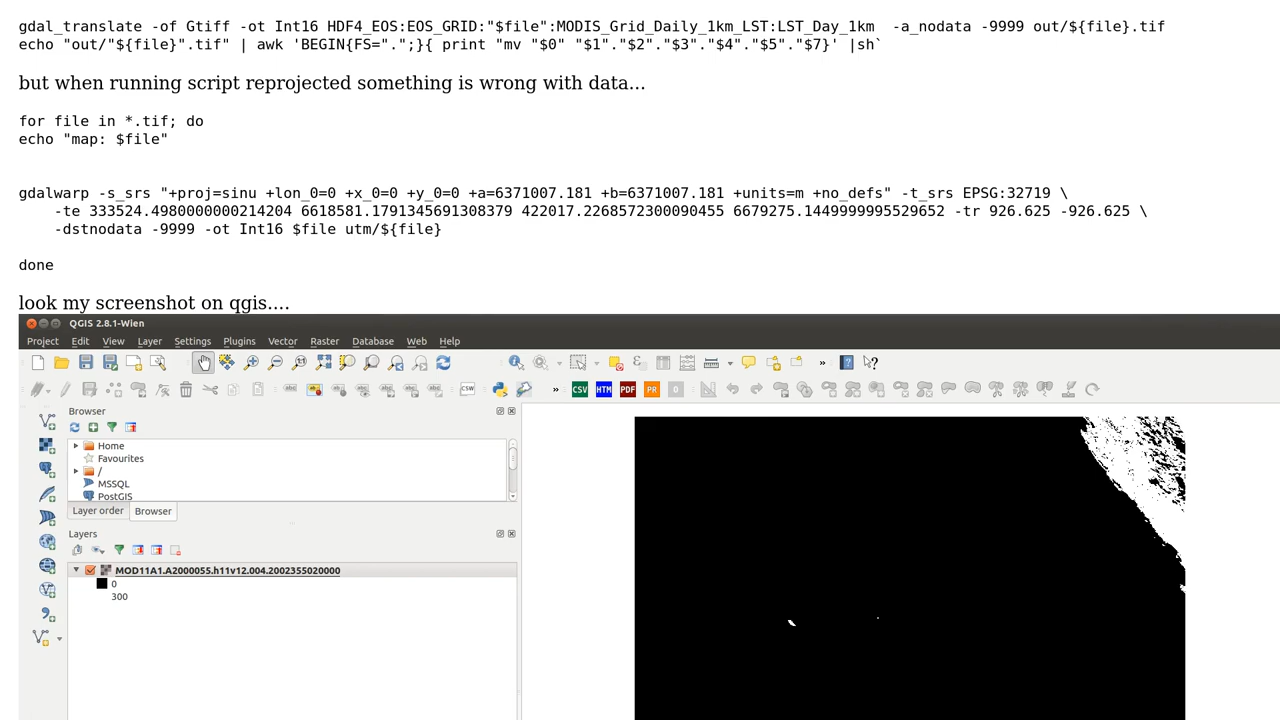 gdal_translate -of Gtiff -ot Int16 HDF4_EOS:EOS_GRID:"$file":MODIS_Grid_Daily_1km_LST:LST_Day_1km  -a_nodata -9999 out/${file}.tif
echo "out/"${file}".tif" | awk 'BEGIN{FS=".";}{ print "mv "$0" "$1"."$2"."$3"."$4"."$5"."$7}' |sh`
but when running script reprojected something is wrong with data...
for file in *.tif; do
echo "map: $file"
gdalwarp -s_srs "+proj=sinu +lon_0=0 +x_0=0 +y_0=0 +a=6371007.181 +b=6371007.181 +units=m +no_defs" -t_srs EPSG:32719 \
-te 333524.4980000000214204 6618581.1791345691308379 422017.2268572300090455 6679275.1449999995529652 -tr 926.625 -926.625 \
-dstnodata -9999 -ot Int16 $file utm/${file}
done
look my screenshot on qgis....
QGIS 2.8.1-Wien
Project Edit View Layer Settings Plugins Vector Raster Database Web Help
CSW CSV HTM PDF PR
Browser
Home
Favourites
/
MSSQL
PostGIS
Layer order Browser
Layers
MOD11A1.A2000055.h11v12.004.2002355020000
0
300